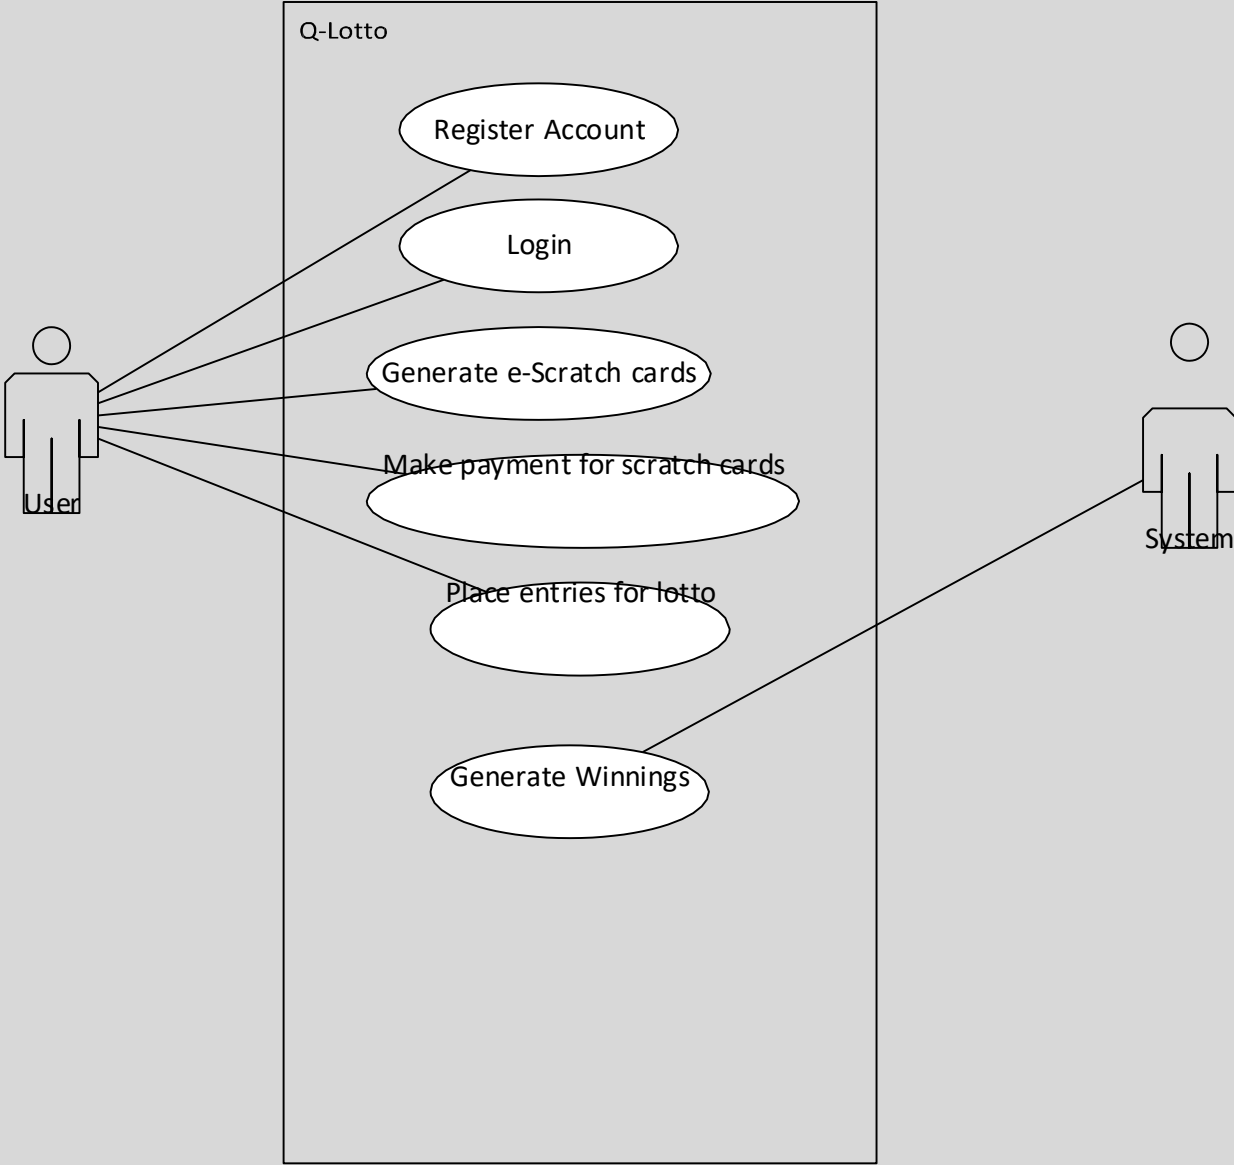 Q-Lotto
Register Account
Login
Generate e-Scratch cards
Make payment for scratch cards
User
System
Place entries for lotto
Generate Winnings